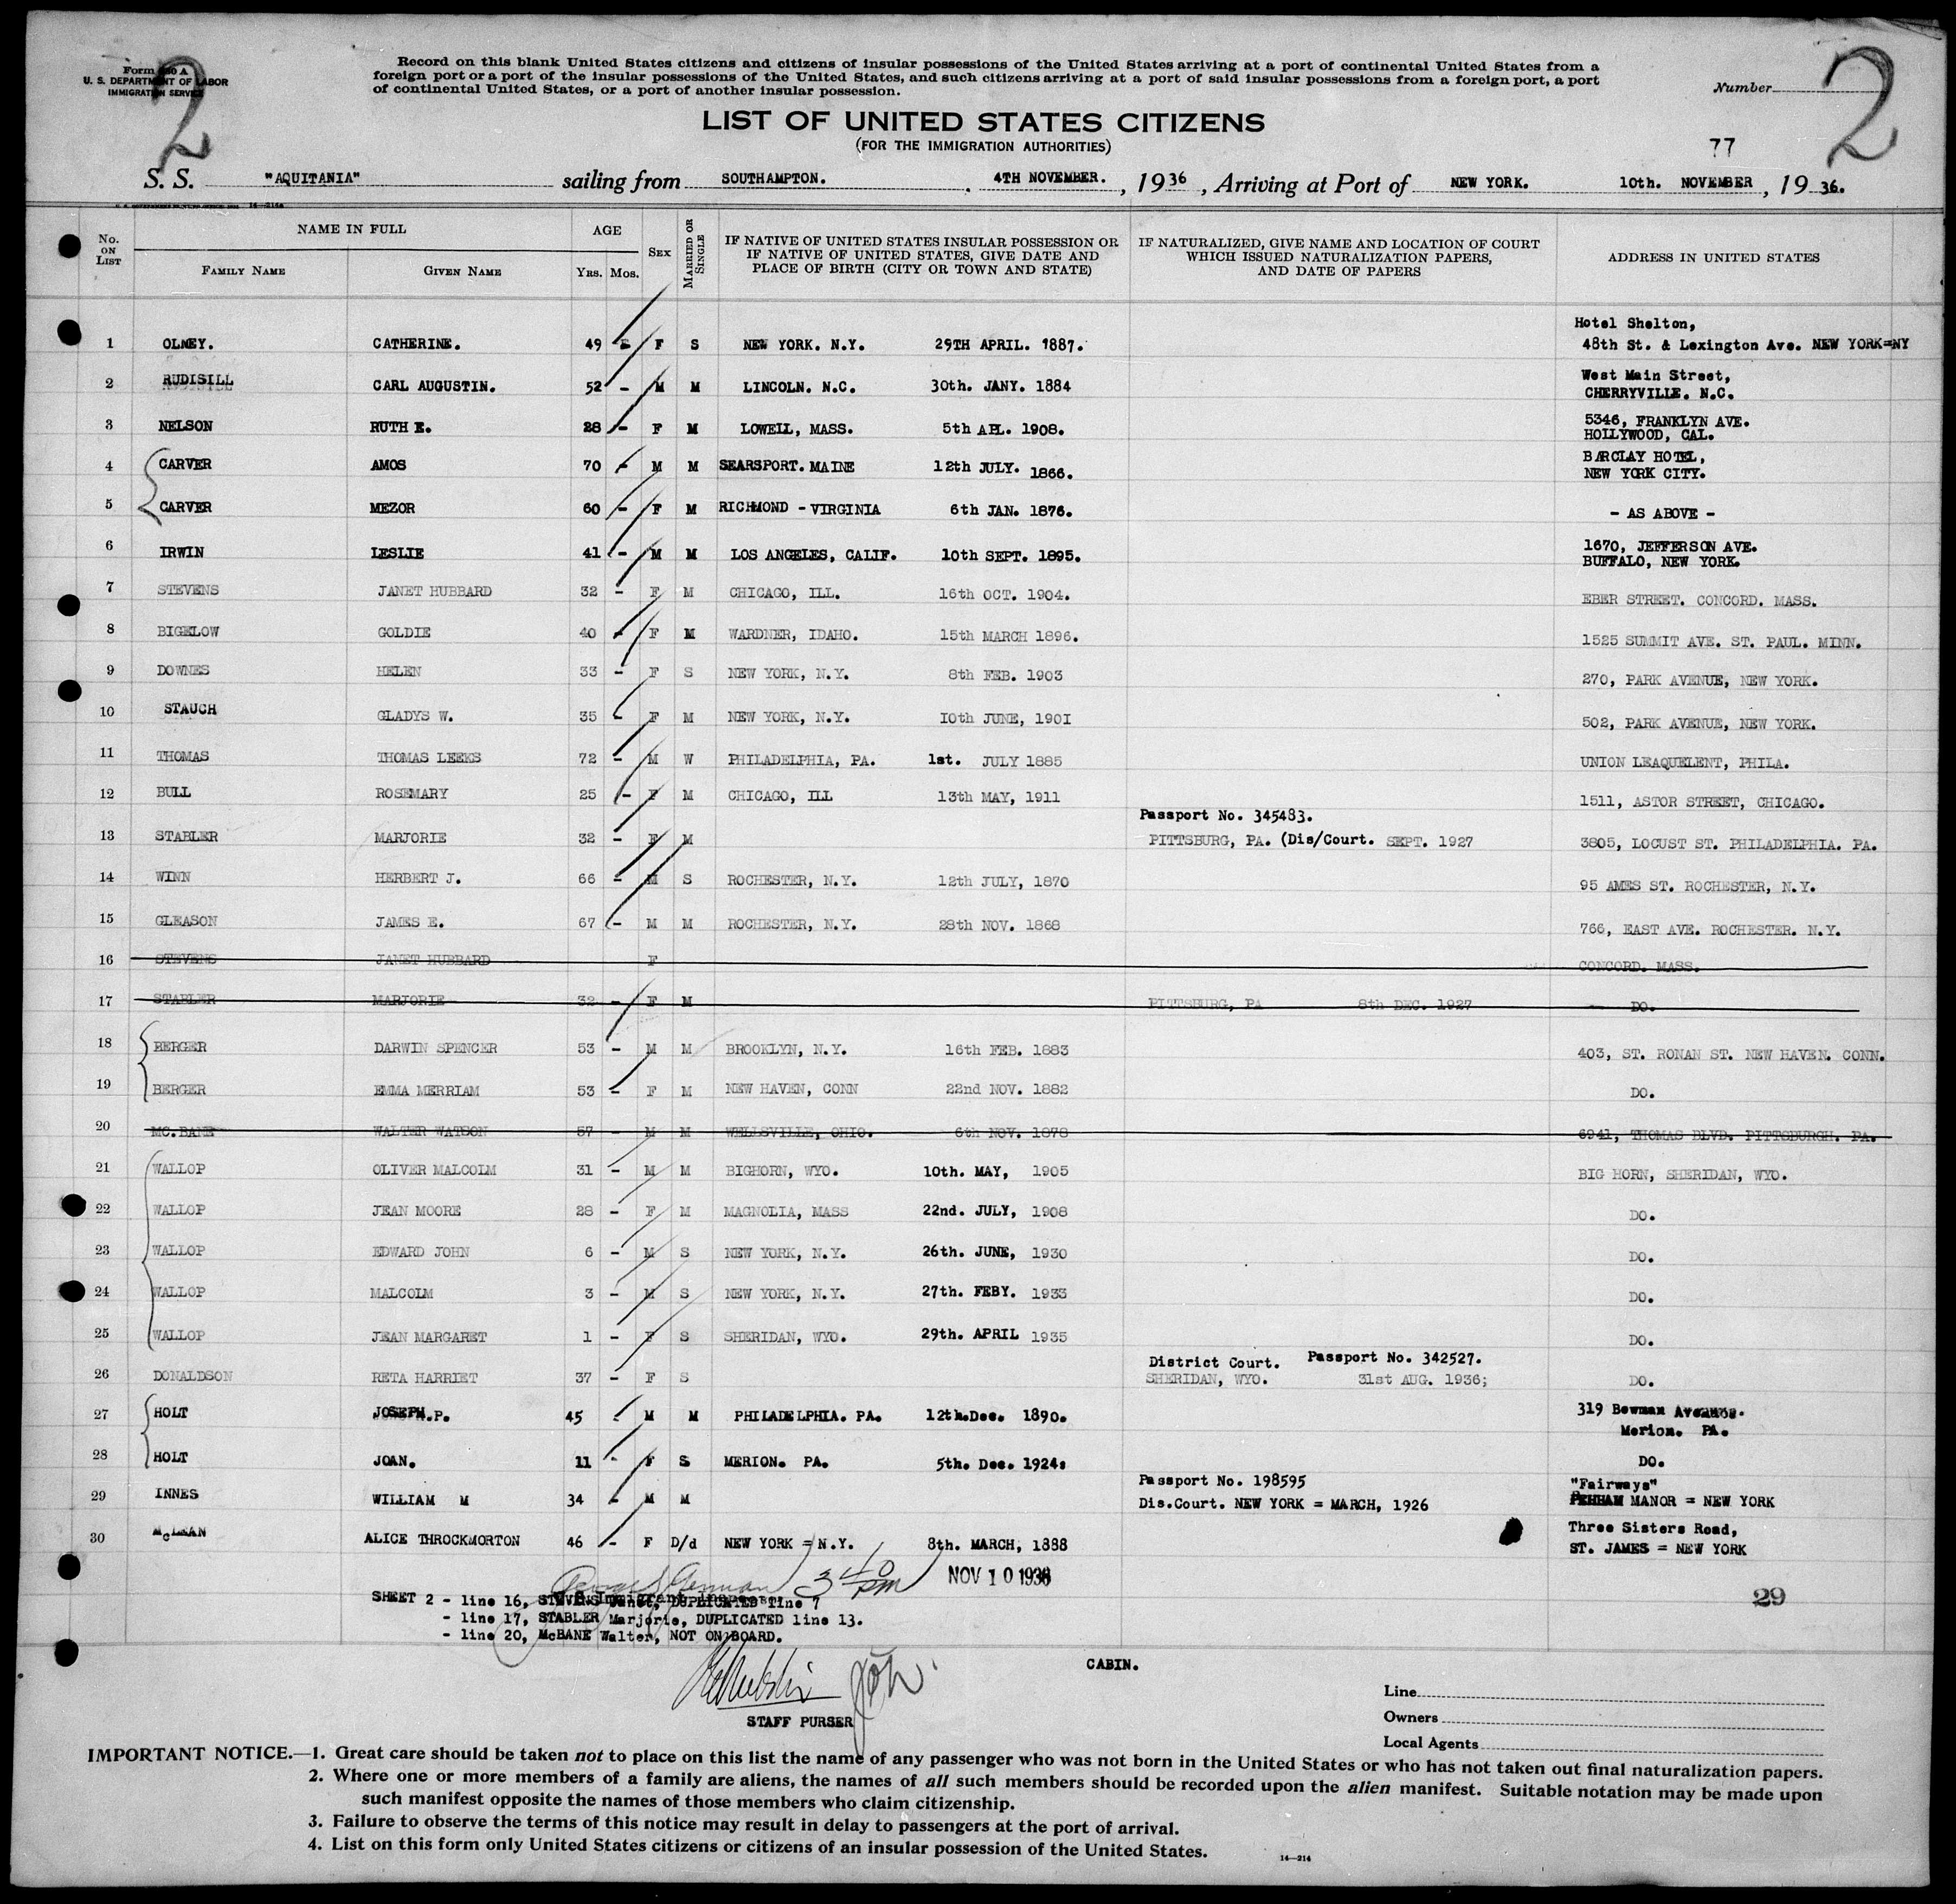 Form 630 A
U. S. DEPARTMENT OF LABOR
IMMIGRATION SERVICE
2
Record on this blank United States citizens and citizens of insular possessions of the United States arriving at a port of continental United States from a
foreign port or a port of the insular possessions of the United States, and such citizens arriving at a port of said insular possessions from a foreign port, a port
of continental United States, or a port of another insular possession.
Number
2
LIST OF UNITED STATES CITIZENS
(FOR THE IMMIGRATION AUTHORITIES)
77
S. S. "AQUITANIA" sailing from SOUTHAMPTON. 4TH NOVEMBER. , 1936 , Arriving at Port of NEW YORK. 10th. NOVEMBER , 19 36.
No. ON LIST
NAME IN FULL
FAMILY NAME GIVEN NAME
AGE
YRS. MOS.
SEX
MARRIED OR SINGLE
IF NATIVE OF UNITED STATES INSULAR POSSESSION OR
IF NATIVE OF UNITED STATES, GIVE DATE AND
PLACE OF BIRTH (CITY OR TOWN AND STATE)
IF NATURALIZED, GIVE NAME AND LOCATION OF COURT
WHICH ISSUED NATURALIZATION PAPERS,
AND DATE OF PAPERS
ADDRESS IN UNITED STATES
Hotel Shelton,
1 OLNEY. CATHERINE. 49 F S NEW YORK. N.Y. 29TH APRIL. 1887. 48th St. & Lexington Ave. NEW YORK=NY
West Main Street,
2 RUDISILL CARL AUGUSTIN. 52 - M M LINCOLN. N.C. 30th. JANY. 1884 CHERRYVILLE. N.C.
5346, FRANKLYN AVE.
3 NELSON RUTH E. 28 - F M LOWELL, MASS. 5th APL. 1908. HOLLYWOOD, CAL.
BARCLAY HOTEL,
4 CARVER AMOS 70 - M M SEARSPORT. MAINE 12th JULY. 1866. NEW YORK CITY.
5 CARVER MEZOR 60 - F M RICHMOND - VIRGINIA 6th JAN. 1876. - AS ABOVE -
1670, JEFFERSON AVE.
6 IRWIN LESLIE 41 - M M LOS ANGELES, CALIF. 10th SEPT. 1895. BUFFALO, NEW YORK.
7 STEVENS JANET HUBBARD 32 - F M CHICAGO, ILL. 16th OCT. 1904. EBER STREET. CONCORD. MASS.
8 BIGELOW GOLDIE 40 - F M WARDNER, IDAHO. 15th MARCH 1896. 1525 SUMMIT AVE. ST. PAUL. MINN.
9 DOWNES HELEN 33 - F S NEW YORK, N.Y. 8th FEB. 1903 270, PARK AVENUE, NEW YORK.
10 STAUCH GLADYS W. 35 - F M NEW YORK, N.Y. 10th JUNE, 1901 502, PARK AVENUE, NEW YORK.
11 THOMAS THOMAS LEEKS 72 - M W PHILADELPHIA, PA. 1st. JULY 1885 UNION LEAQUELENT, PHILA.
12 BULL ROSEMARY 25 - F M CHICAGO, ILL 13th MAY, 1911 1511, ASTOR STREET, CHICAGO.
Passport No. 345483.
13 STABLER MARJORIE 32 - F M PITTSBURG, PA. (Dis/Court. SEPT. 1927 3805, LOCUST ST. PHILADELPHIA. PA.
14 WINN HERBERT J. 66 - M S ROCHESTER, N.Y. 12th JULY, 1870 95 AMES ST. ROCHESTER, N.Y.
15 GLEASON JAMES E. 67 - M M ROCHESTER, N.Y. 28th NOV. 1868 766, EAST AVE. ROCHESTER. N.Y.
16 STEVENS JANET HUBBARD F CONCORD. MASS.
17 STABLER MARJORIE 32 - F M PITTSBURG, PA 8th DEC. 1927 DO.
18 BERGER DARWIN SPENCER 53 - M M BROOKLYN, N.Y. 16th FEB. 1883 403, ST. RONAN ST. NEW HAVEN. CONN.
19 BERGER EMMA MERRIAM 53 - F M NEW HAVEN, CONN 22nd NOV. 1882 DO.
20 MC.BANE WALTER WATSON 57 - M M WELLSVILLE, OHIO. 6th NOV. 1878 6941, THOMAS BLVD. PITTSBURGH. PA.
21 WALLOP OLIVER MALCOLM 31 - M M BIGHORN, WYO. 10th. MAY, 1905 BIG HORN, SHERIDAN, WYO.
22 WALLOP JEAN MOORE 28 - F M MAGNOLIA, MASS 22nd. JULY, 1908 DO.
23 WALLOP EDWARD JOHN 6 - M S NEW YORK, N.Y. 26th. JUNE, 1930 DO.
24 WALLOP MALCOLM 3 - M S NEW YORK, N.Y. 27th. FEBY. 1933 DO.
25 WALLOP JEAN MARGARET 1 - F S SHERIDAN, WYO. 29th. APRIL 1935 DO.
District Court. Passport No. 342527.
26 DONALDSON RETA HARRIET 37 - F S SHERIDAN, WYO. 31st AUG. 1936; DO.
27 HOLT JOSEPH.P. 45 - M M PHILADELPHIA. PA. 12th.Dec. 1890. 319 Bowman Avenue.
Merion. PA.
28 HOLT JOAN. 11 - F S MERION. PA. 5th. Dec. 1924: DO.
Passport No. 198595 "Fairways"
29 INNES WILLIAM M 34 - M M Dis.Court. NEW YORK = MARCH, 1926 PELHAM MANOR = NEW YORK
Three Sisters Road,
30 McLEAN ALICE THROCKMORTON 46 - F D/d NEW YORK = N.Y. 8th. MARCH, 1888 ST. JAMES = NEW YORK
3 40 pm NOV 10 1936
Immigrant Inspector
29
SHEET 2 - line 16, STEVENS Janet, DUPLICATED line 7
- line 17, STABLER Marjorie, DUPLICATED line 13.
- line 20, McBANE Walter, NOT ON BOARD.
CABIN.
STAFF PURSER
Line
Owners
Local Agents
IMPORTANT NOTICE.—1. Great care should be taken not to place on this list the name of any passenger who was not born in the United States or who has not taken out final naturalization papers.
2. Where one or more members of a family are aliens, the names of all such members should be recorded upon the alien manifest. Suitable notation may be made upon
such manifest opposite the names of those members who claim citizenship.
3. Failure to observe the terms of this notice may result in delay to passengers at the port of arrival.
4. List on this form only United States citizens or citizens of an insular possession of the United States.
14—214